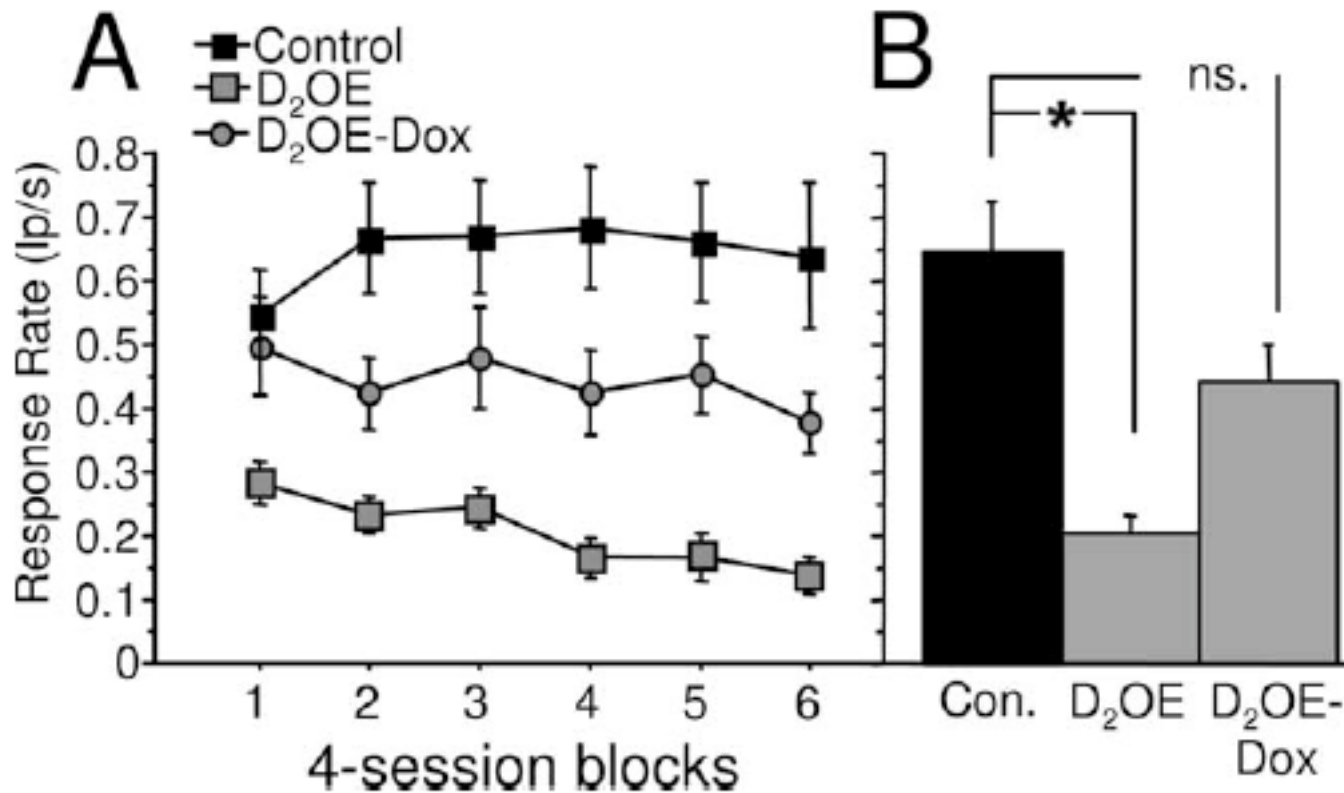 A
Control
D₂OE
D₂OE-Dox
B
ns.
*
Response Rate (lp/s)
0.8
0.7
0.6
0.5
0.4
0.3
0.2
0.1
0
1 2 3 4 5 6
4-session blocks
Con. D₂OE D₂OE-
Dox